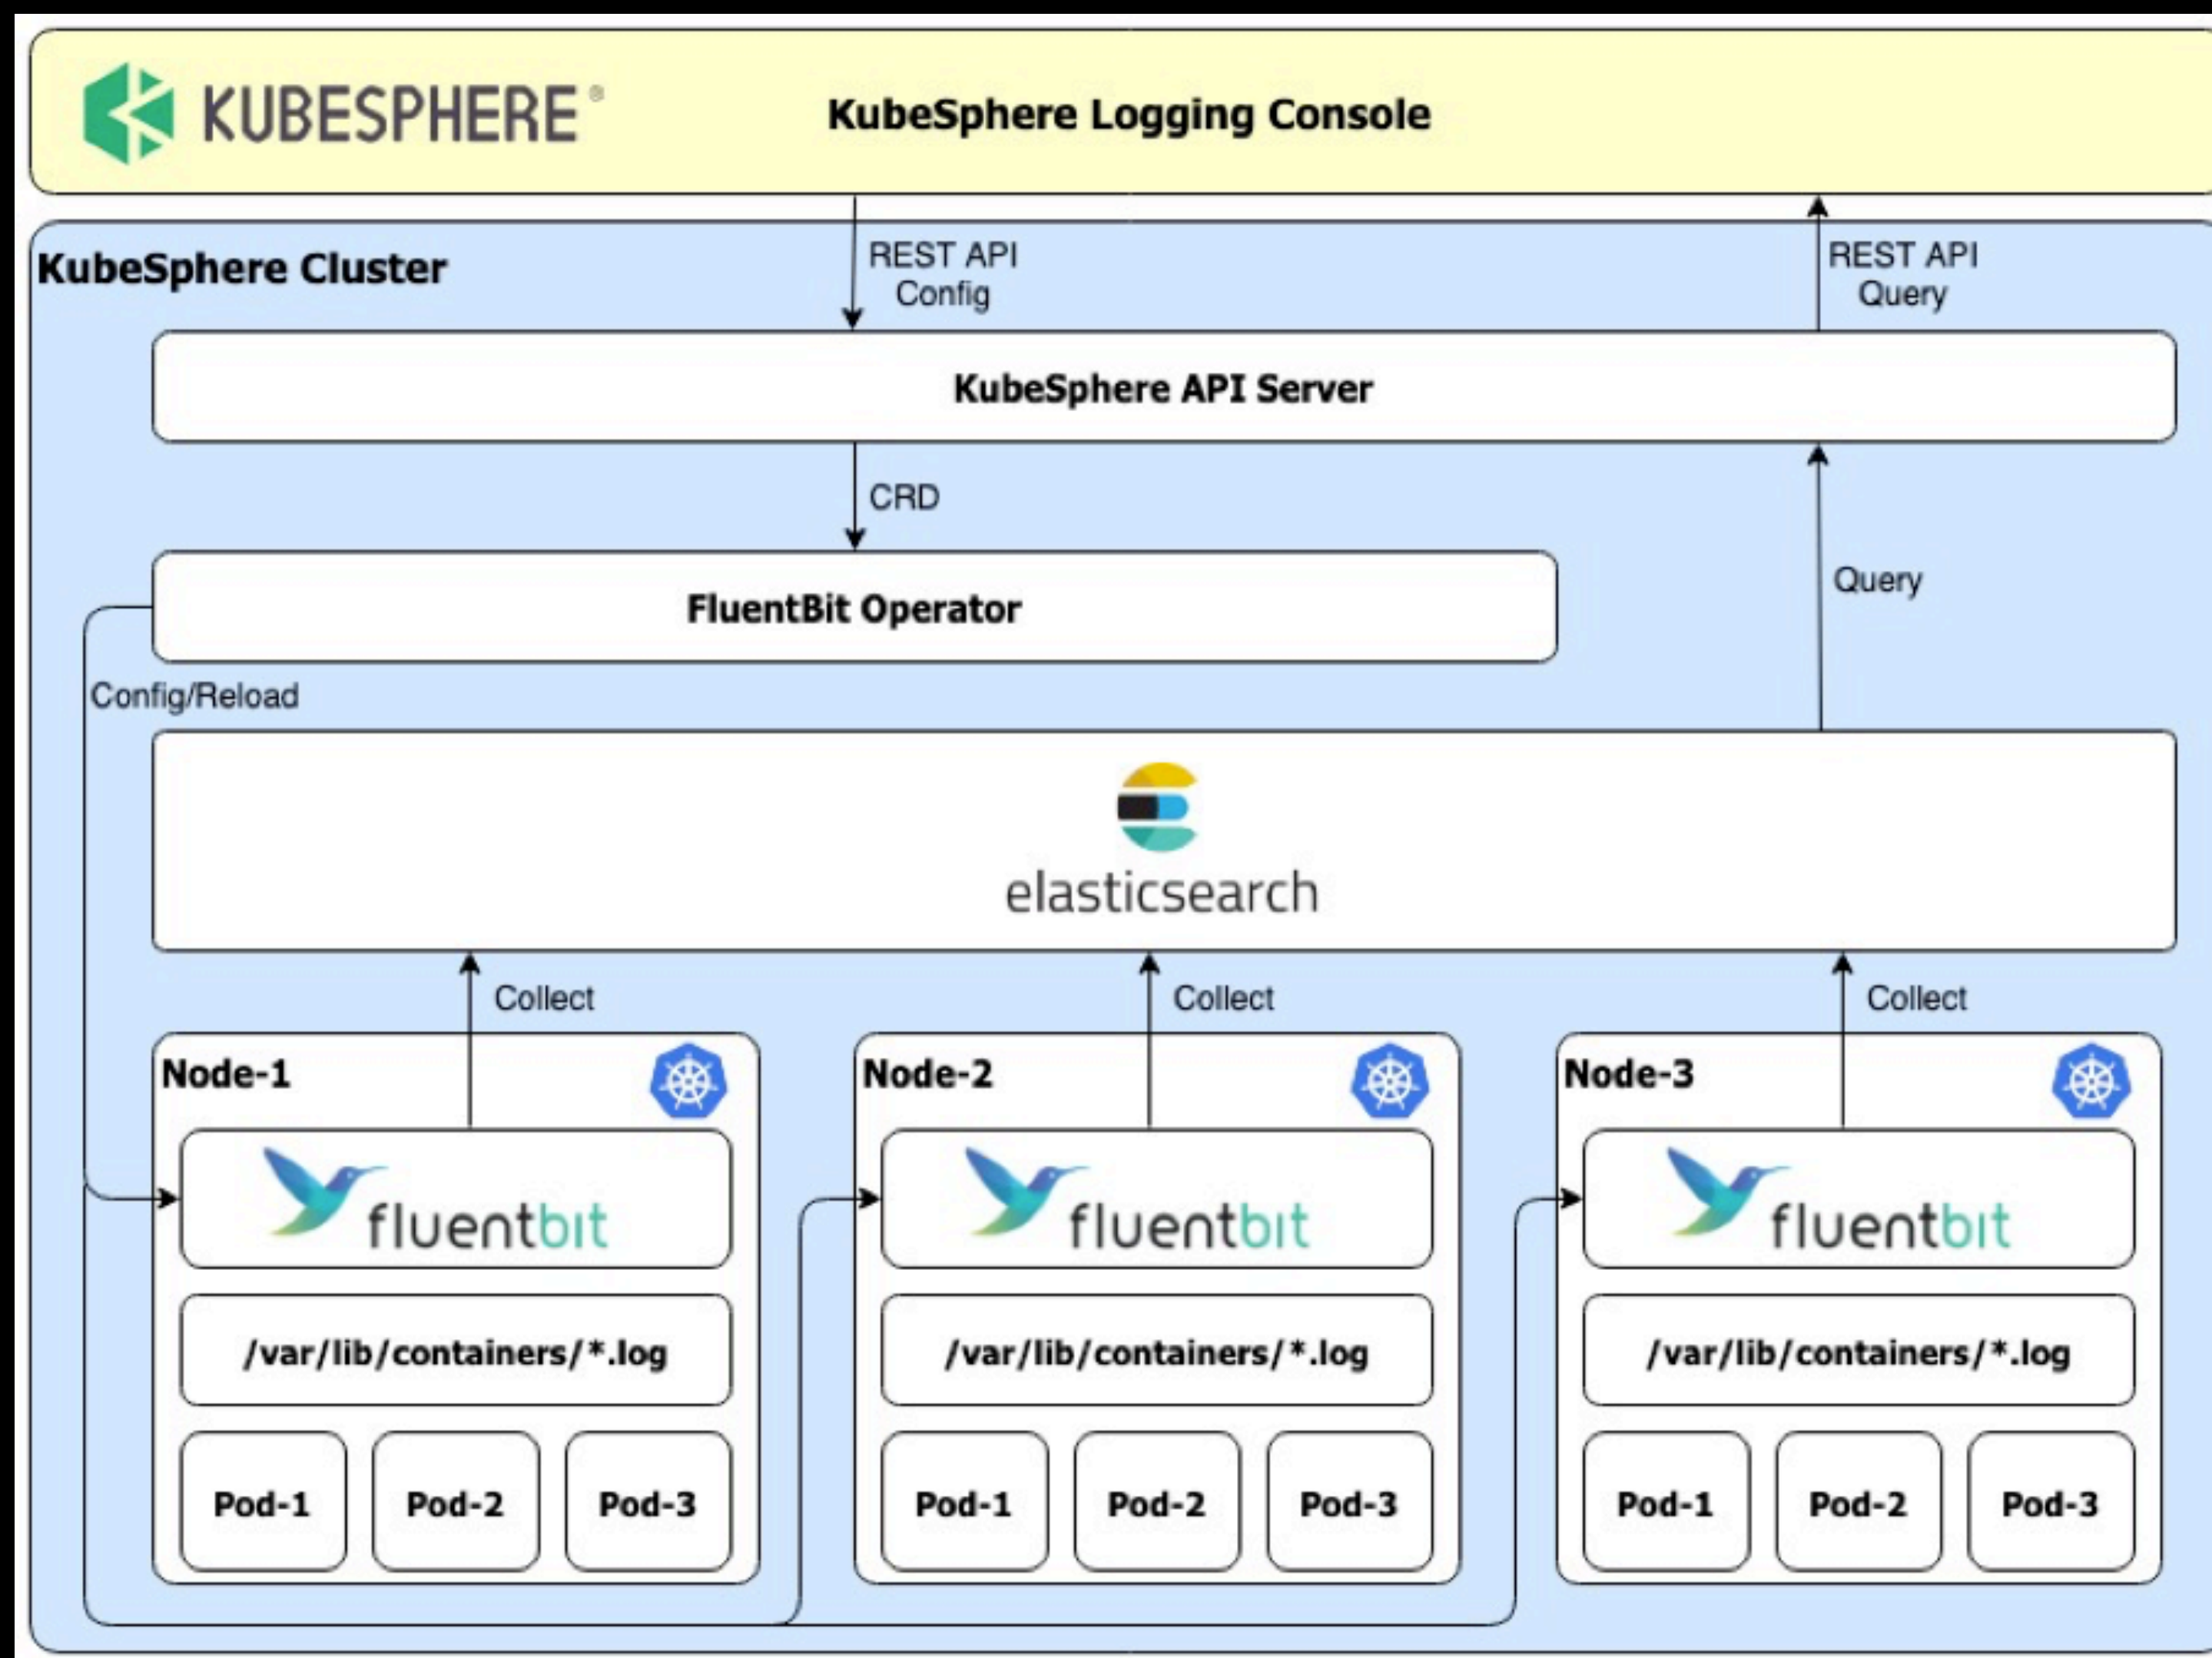 KUBESPHERE®
KubeSphere Logging Console
KubeSphere Cluster
REST API
Config
REST API
Query
KubeSphere API Server
CRD
Query
FluentBit Operator
Config/Reload
elasticsearch
Collect
Collect
Collect
Node-1
Node-2
Node-3
fluentbit
fluentbit
fluentbit
/var/lib/containers/*.log
/var/lib/containers/*.log
/var/lib/containers/*.log
Pod-1
Pod-2
Pod-3
Pod-1
Pod-2
Pod-3
Pod-1
Pod-2
Pod-3